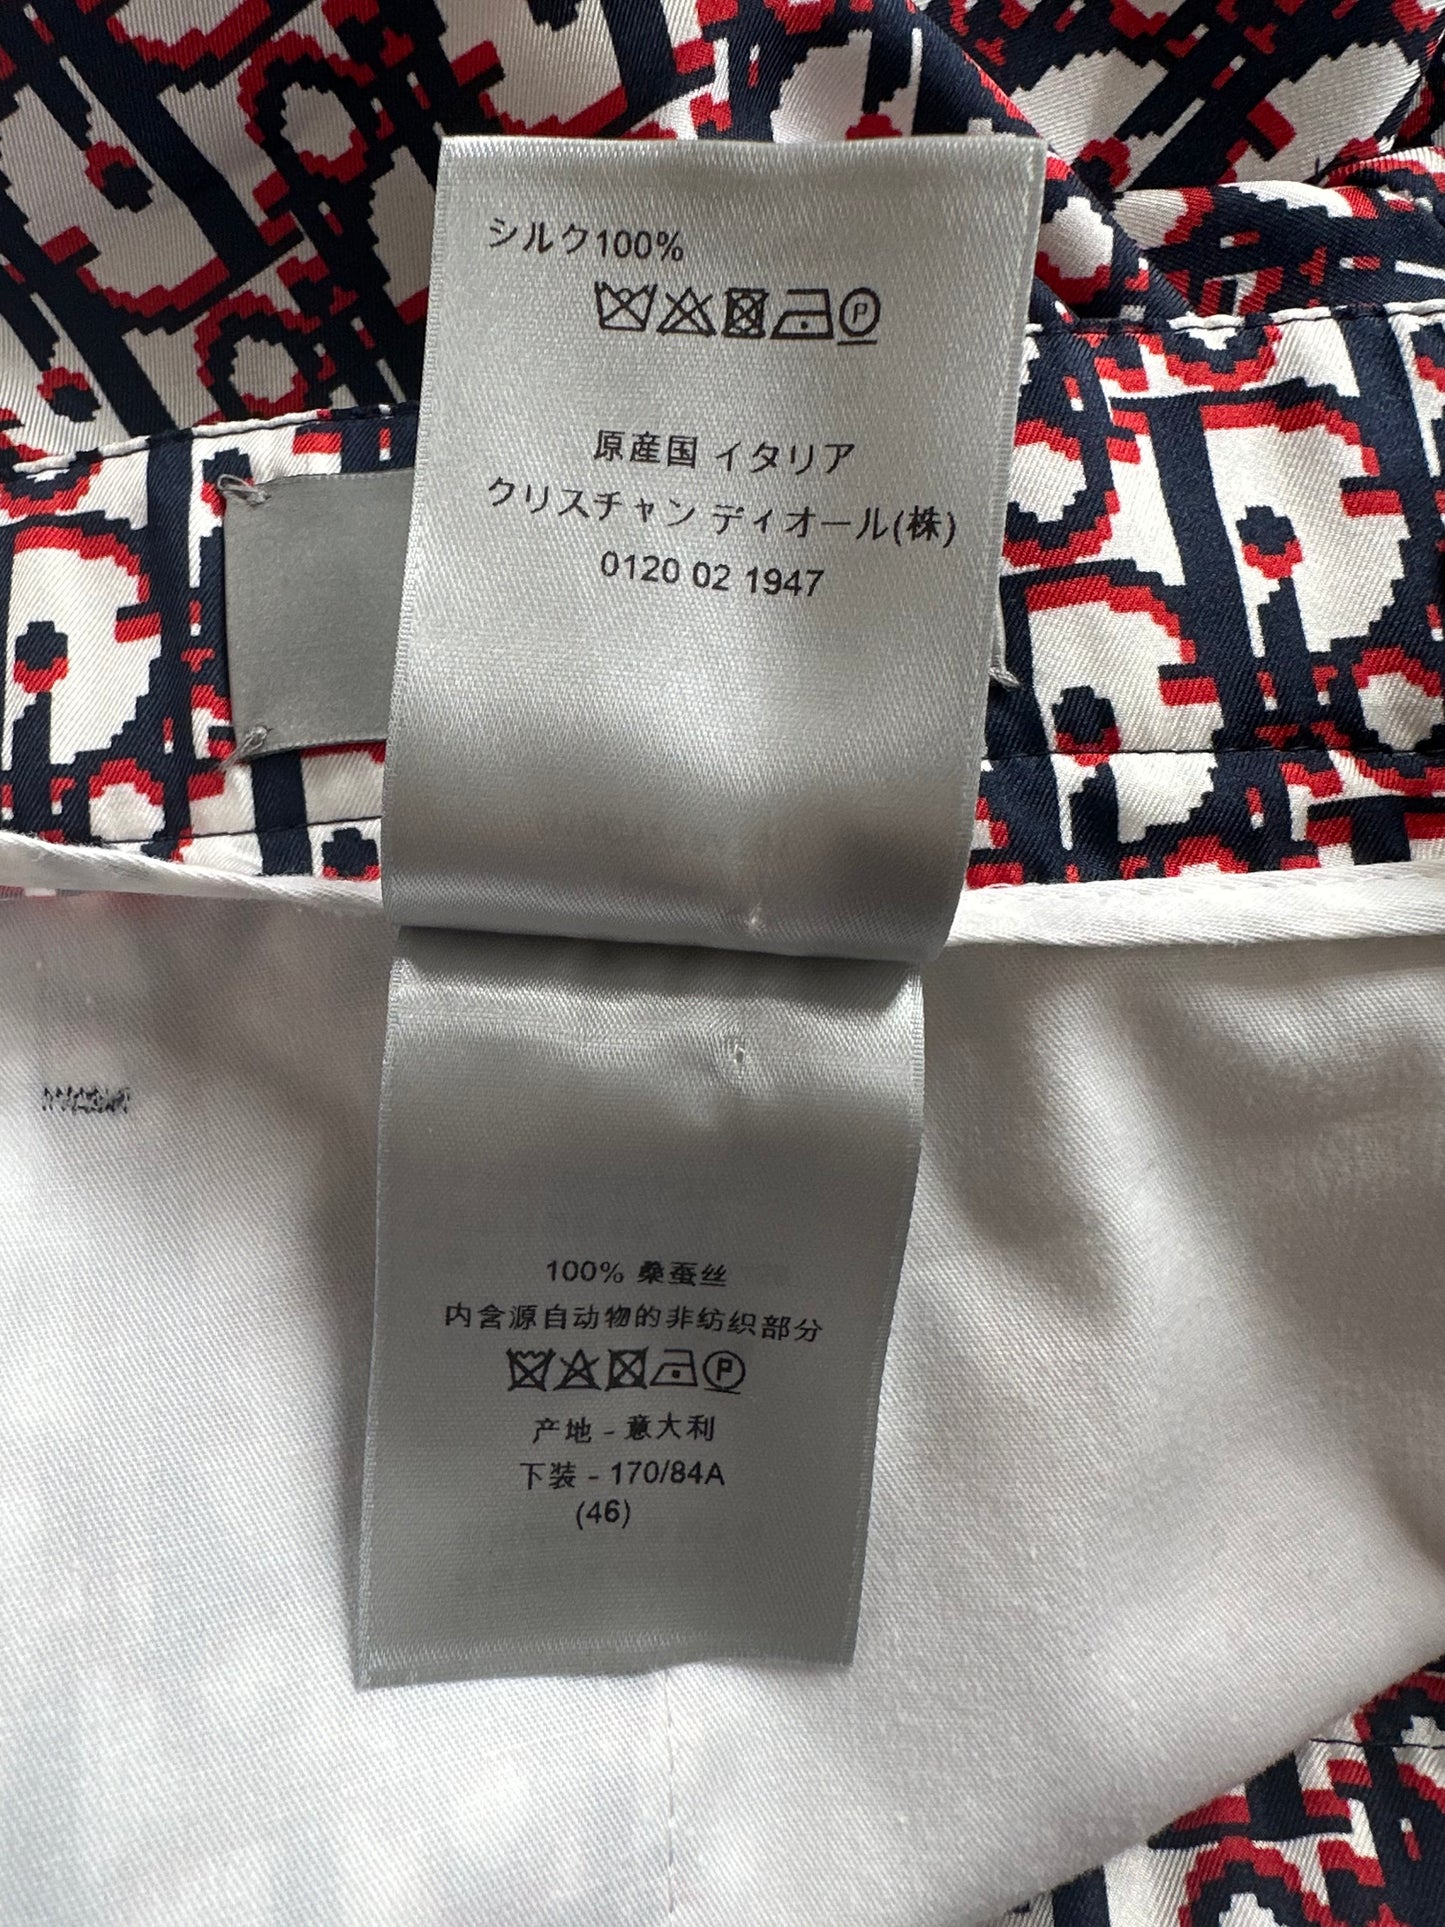 シルク100%
P
原産国 イタリア
クリスチャン ディオール(株)
0120 02 1947
100% 桑蚕丝
内含源自动物的非纺织部分
P
产地 - 意大利
下装 - 170/84A
(46)